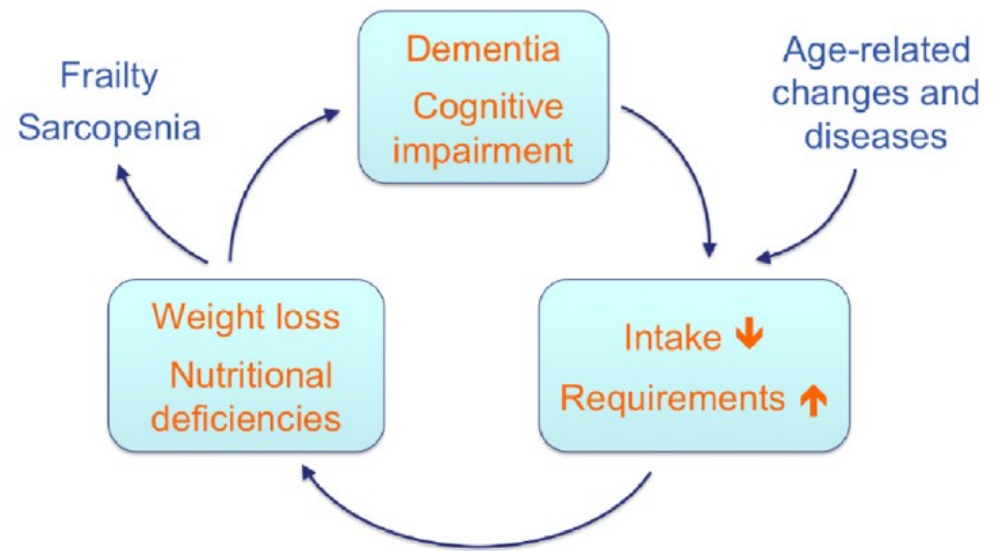 Dementia
Cognitive
impairment
Age-related
changes and
diseases
Frailty
Sarcopenia
Weight loss
Nutritional
deficiencies
Intake ↓
Requirements ↑